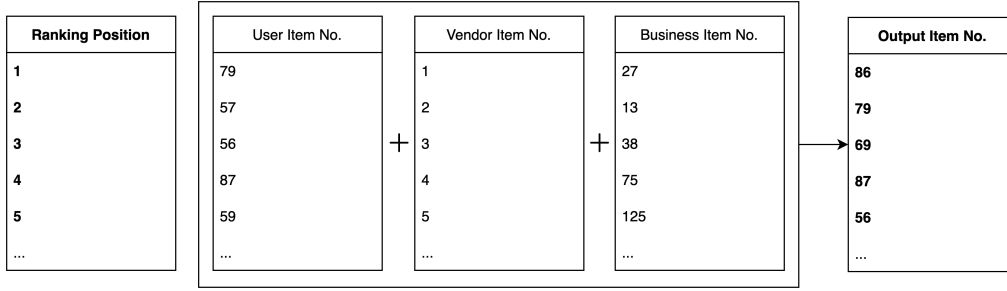 Ranking Position User Item No. Vendor Item No. Business Item No. Output Item No.
1 79 1 27 86
2 57 2 13 79
3 56 + 3 + 38 69
4 87 4 75 87
5 59 5 125 56
... ... ... ... ...